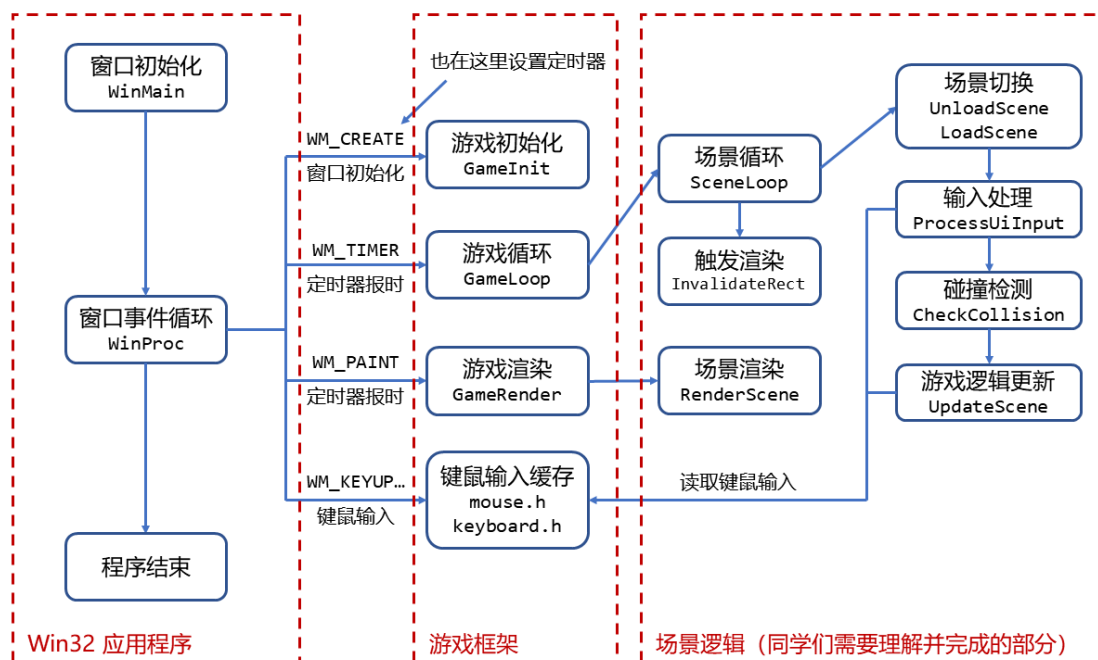 窗口初始化
WinMain
窗口事件循环
WinProc
程序结束
Win32 应用程序
也在这里设置定时器
WM_CREATE
窗口初始化
WM_TIMER
定时器报时
WM_PAINT
定时器报时
WM_KEYUP…
键鼠输入
游戏初始化
GameInit
游戏循环
GameLoop
游戏渲染
GameRender
键鼠输入缓存
mouse.h
keyboard.h
游戏框架
场景循环
SceneLoop
触发渲染
InvalidateRect
场景渲染
RenderScene
读取键鼠输入
场景切换
UnloadScene
LoadScene
输入处理
ProcessUiInput
碰撞检测
CheckCollision
游戏逻辑更新
UpdateScene
场景逻辑（同学们需要理解并完成的部分）